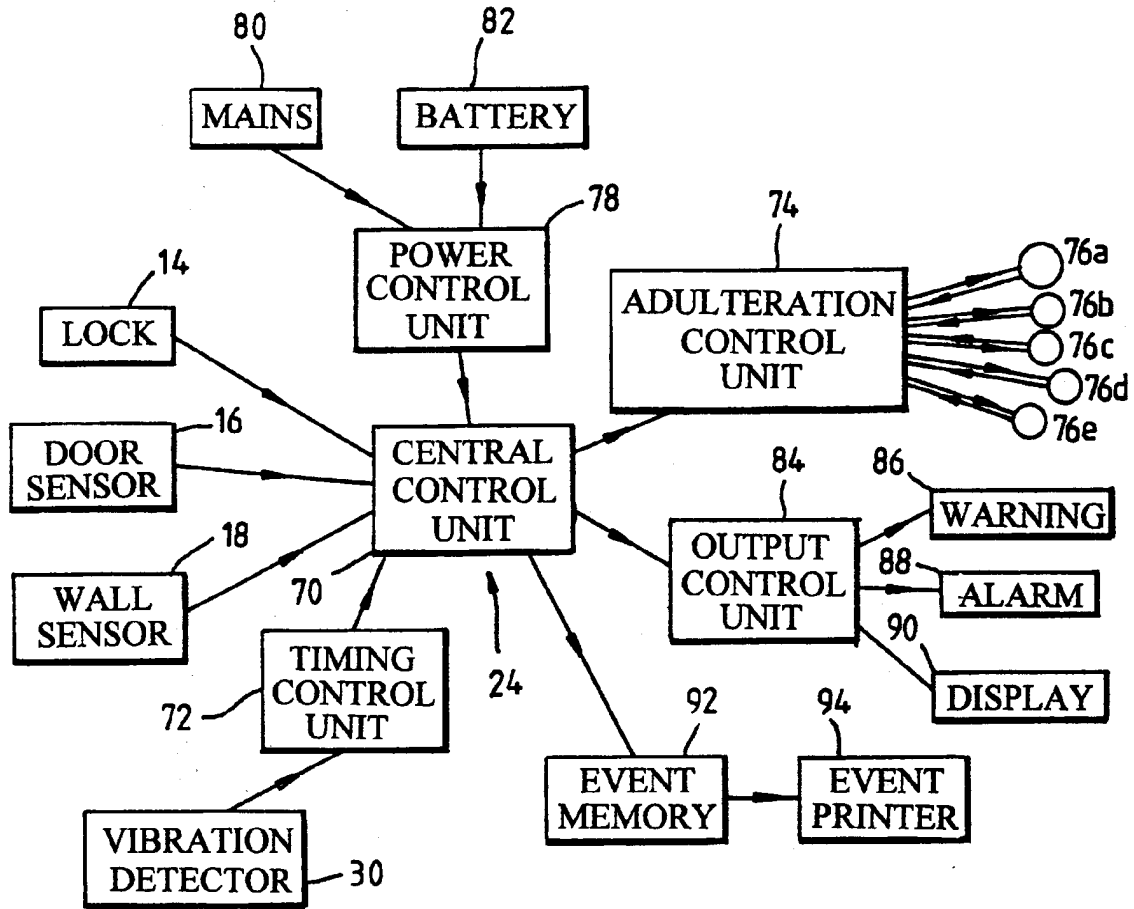 80
82
MAINS
BATTERY
78
74
POWER
CONTROL
UNIT
14
LOCK
ADULTERATION
CONTROL
UNIT
76a
76b
76c
76d
76e
16
DOOR
SENSOR
CENTRAL
CONTROL
UNIT
84
86
WARNING
18
WALL
SENSOR
70
OUTPUT
CONTROL
UNIT
88
ALARM
90
DISPLAY
TIMING
CONTROL
UNIT
72
24
92
94
EVENT
MEMORY
EVENT
PRINTER
VIBRATION
DETECTOR
30